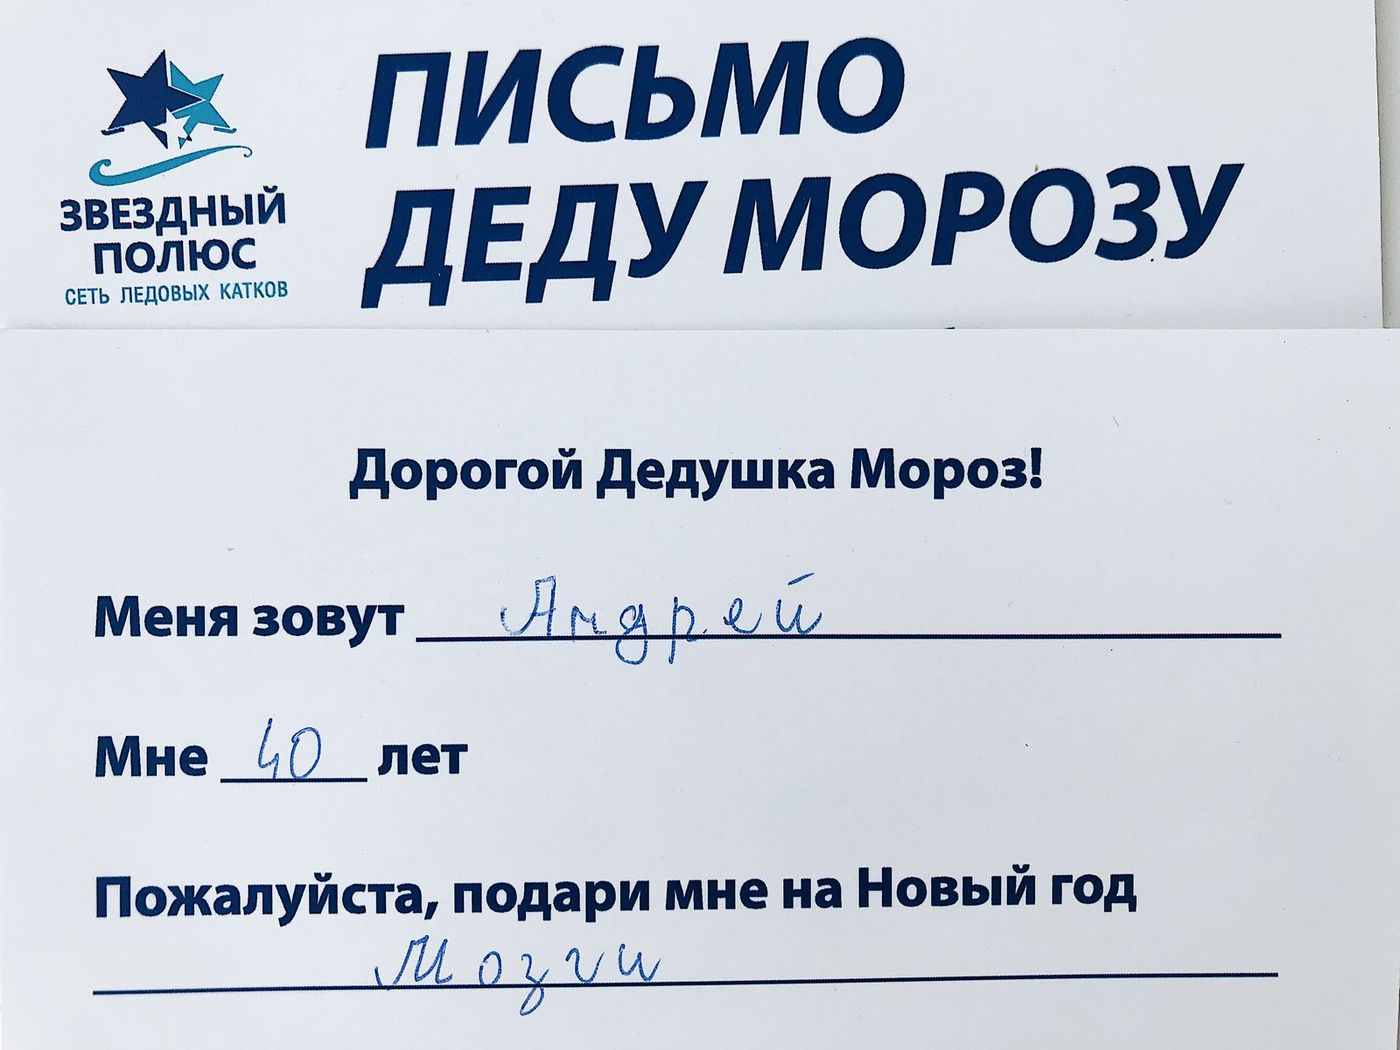 ЗВЕЗДНЫЙ
ПОЛЮС
СЕТЬ ЛЕДОВЫХ КАТКОВ
ПИСЬМО
ДЕДУ МОРОЗУ
Дорогой Дедушка Мороз!
Меня зовут Андрей
Мне 40 лет
Пожалуйста, подари мне на Новый год
Мозги